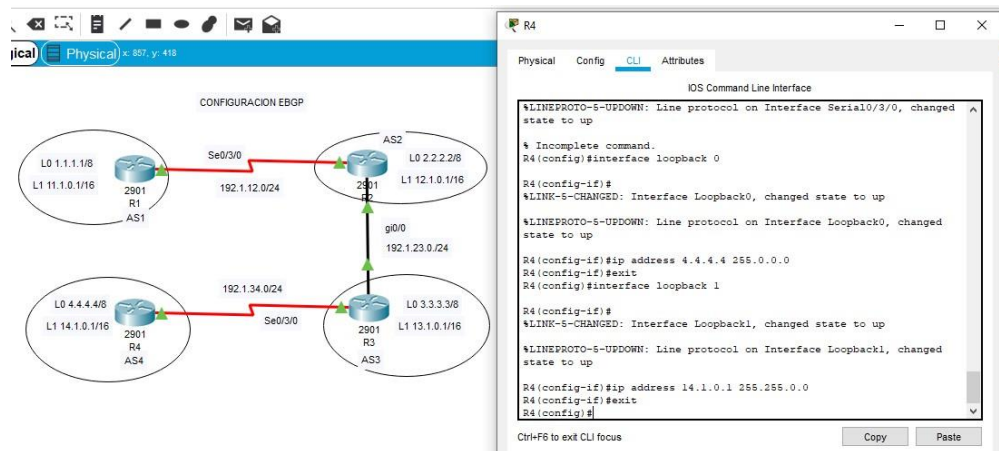 gical)
Physical) x: 857, y: 418
CONFIGURACION EBGP
L0 1.1.1.1/8
L1 11.1.0.1/16
2901
R1
AS1
Se0/3/0
192.1.12.0/24
AS2
L0 2.2.2.2/8
L1 12.1.0.1/16
2901
R2
gi0/0
192.1.23.0./24
192.1.34.0/24
Se0/3/0
L0 4.4.4.4/8
L1 14.1.0.1/16
2901
R4
AS4
L0 3.3.3.3/8
L1 13.1.0.1/16
2901
R3
AS3
R4
Physical Config CLI Attributes
IOS Command Line Interface
%LINEPROTO-5-UPDOWN: Line protocol on Interface Serial0/3/0, changed
state to up
% Incomplete command.
R4(config)#interface loopback 0
R4(config-if)#
%LINK-5-CHANGED: Interface Loopback0, changed state to up
%LINEPROTO-5-UPDOWN: Line protocol on Interface Loopback0, changed
state to up
R4(config-if)#ip address 4.4.4.4 255.0.0.0
R4(config-if)#exit
R4(config)#interface loopback 1
R4(config-if)#
%LINK-5-CHANGED: Interface Loopback1, changed state to up
%LINEPROTO-5-UPDOWN: Line protocol on Interface Loopback1, changed
state to up
R4(config-if)#ip address 14.1.0.1 255.255.0.0
R4(config-if)#exit
R4(config)#
Ctrl+F6 to exit CLI focus
Copy
Paste